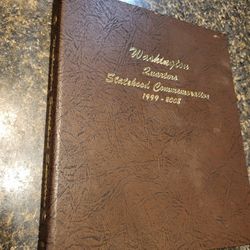 Washington
Quarters
Statehood Commemorative
1999-2008